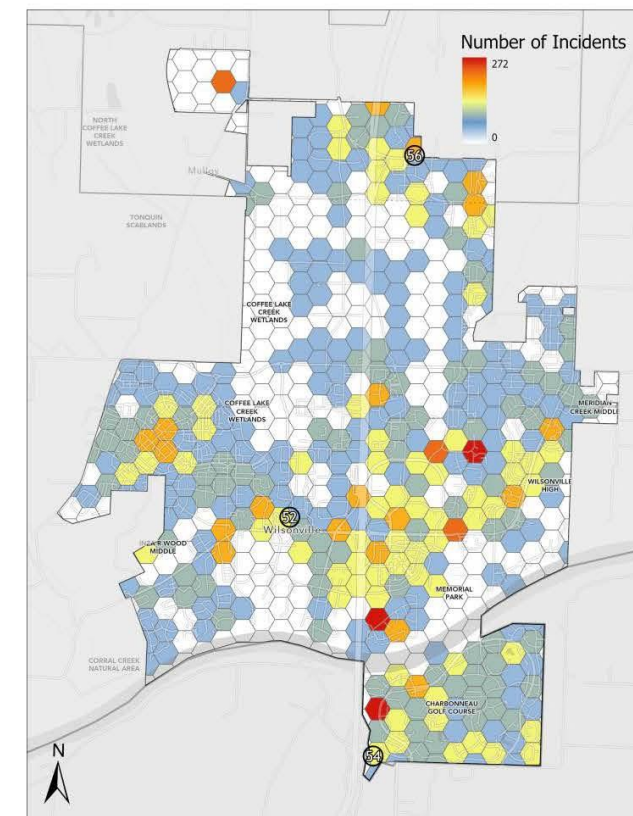 Number of Incidents
272
0
NORTH
COFFEE LAKE
CREEK
WETLANDS
56
Mulloy
TONQUIN
SCABLANDS
COFFEE LAKE
CREEK
WETLANDS
COFFEE LAKE
CREEK
WETLANDS
MERIDIAN
CREEK MIDDLE
WILSONVILLE
HIGH
52
Wilsonville
WOOD
MIDDLE
MEMORIAL
PARK
CORRAL CREEK
NATURAL AREA
CHARBONNEAU
GOLF COURSE
54
N